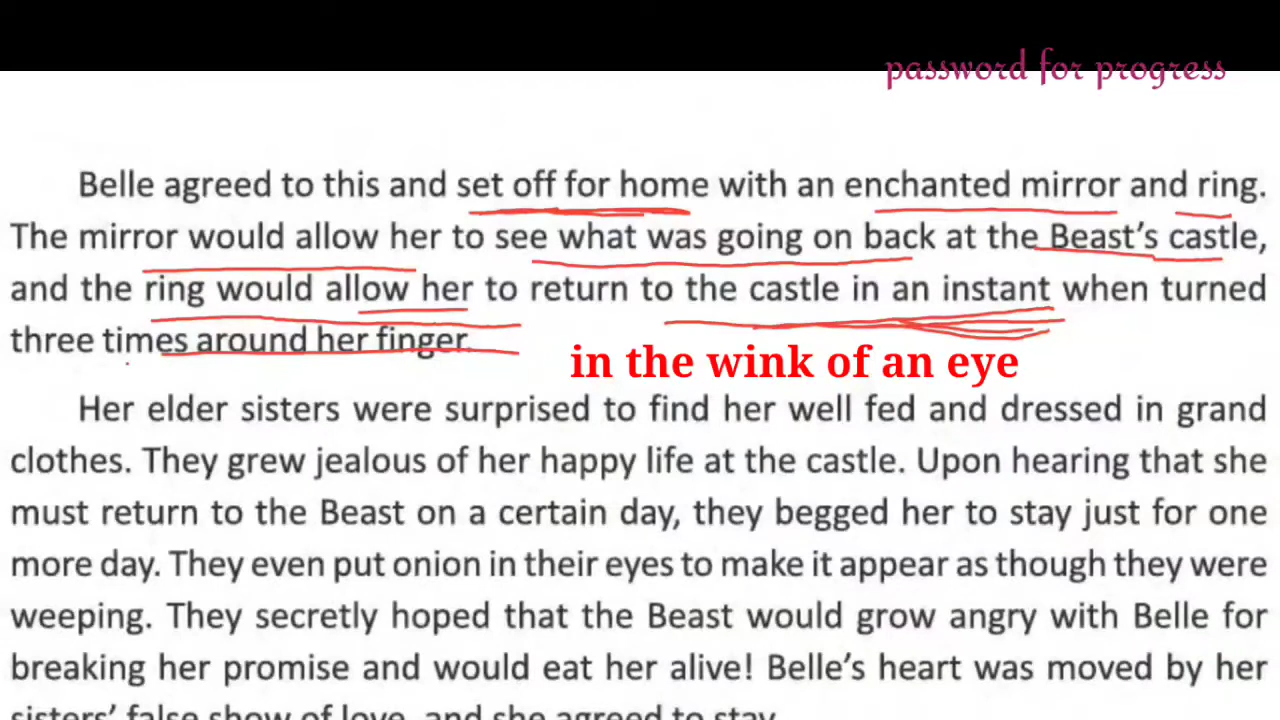 password for progress
Belle agreed to this and set off for home with an enchanted mirror and ring.
The mirror would allow her to see what was going on back at the Beast's castle,
and the ring would allow her to return to the castle in an instant when turned
three times around her finger.
in the wink of an eye
Her elder sisters were surprised to find her well fed and dressed in grand
clothes. They grew jealous of her happy life at the castle. Upon hearing that she
must return to the Beast on a certain day, they begged her to stay just for one
more day. They even put onion in their eyes to make it appear as though they were
weeping. They secretly hoped that the Beast would grow angry with Belle for
breaking her promise and would eat her alive! Belle's heart was moved by her
sisters' false show of love, and she agreed to stay.